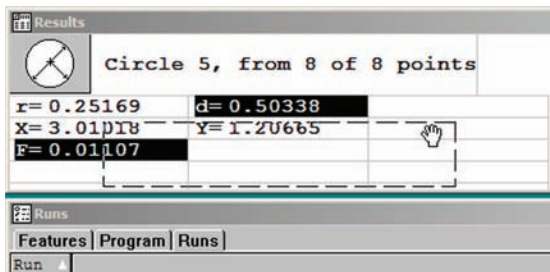 Results
Circle 5, from 8 of 8 points
r= 0.25169 d= 0.50338
X= 3.01018 Y= 1.20665
F= 0.01107
Runs
Features Program Runs
Run